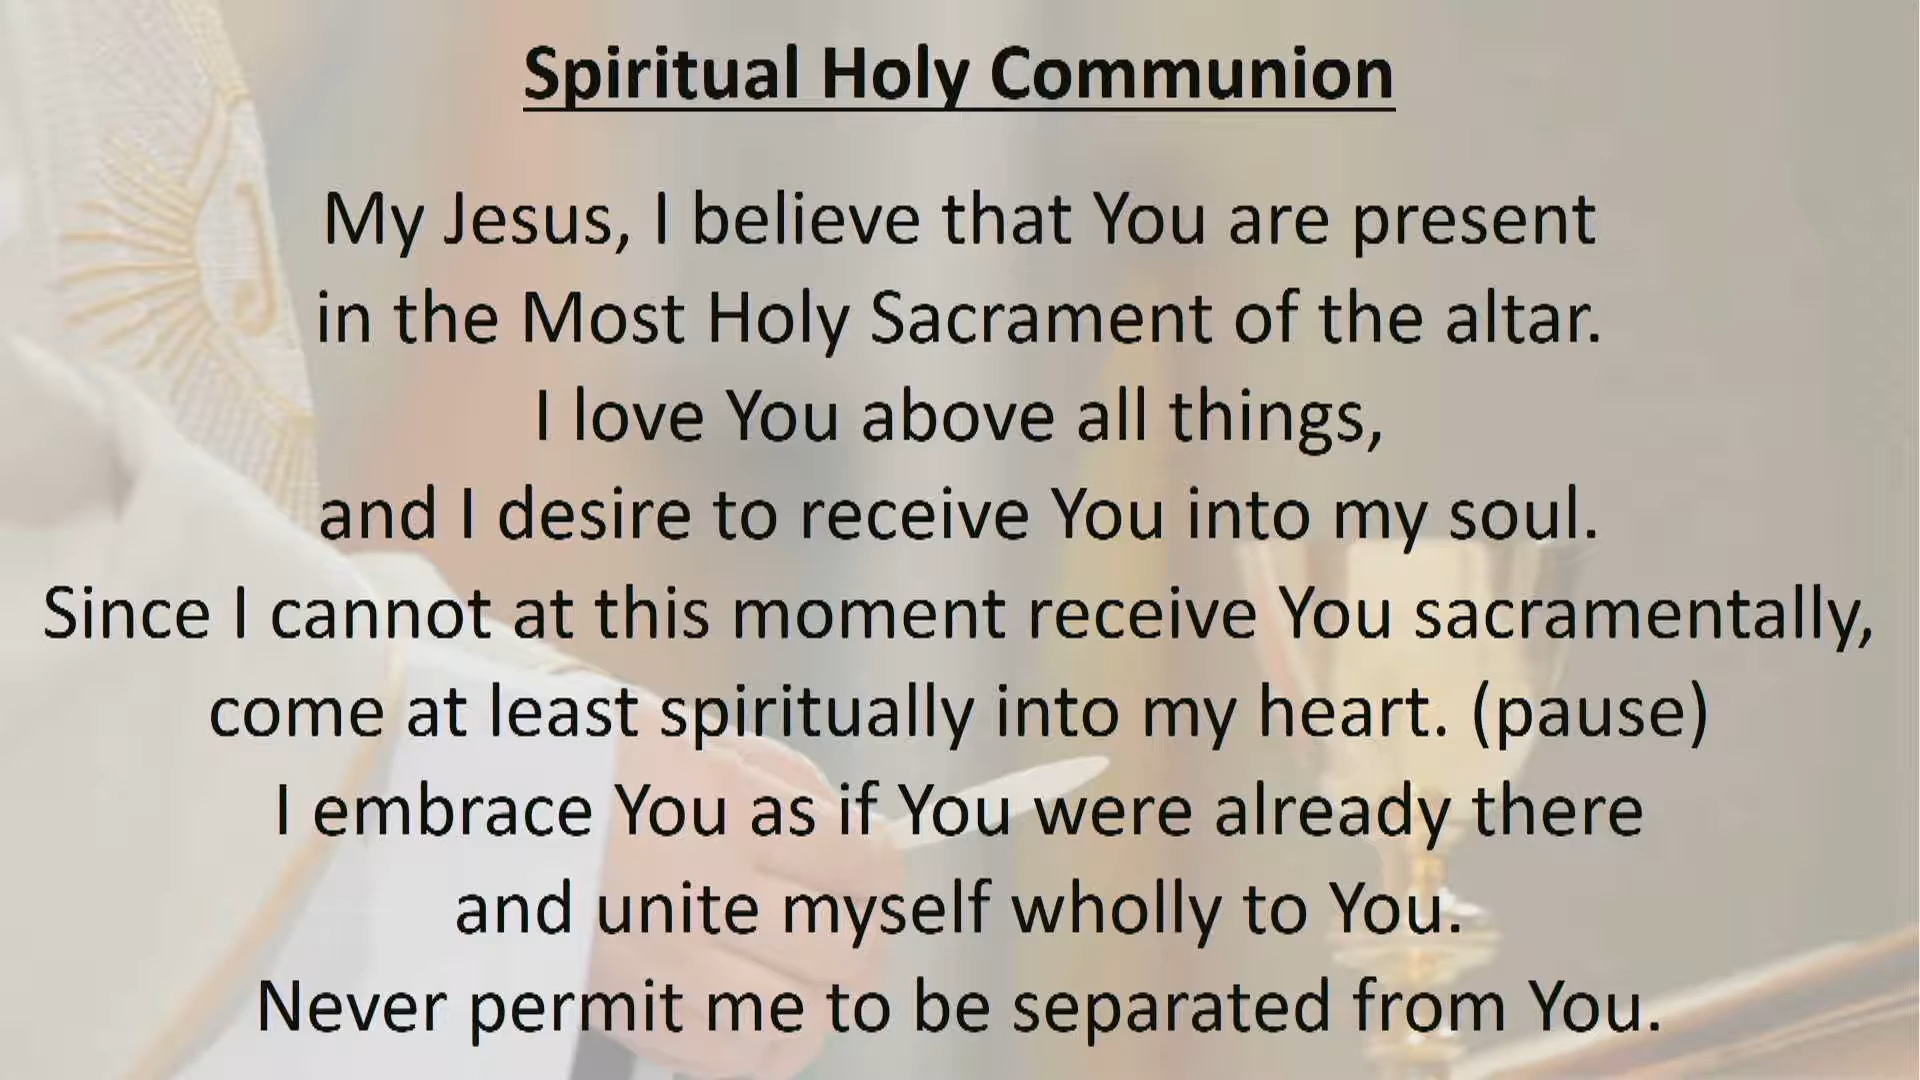 Spiritual Holy Communion
My Jesus, I believe that You are present
in the Most Holy Sacrament of the altar.
I love You above all things,
and I desire to receive You into my soul.
Since I cannot at this moment receive You sacramentally,
come at least spiritually into my heart. (pause)
I embrace You as if You were already there
and unite myself wholly to You.
Never permit me to be separated from You.